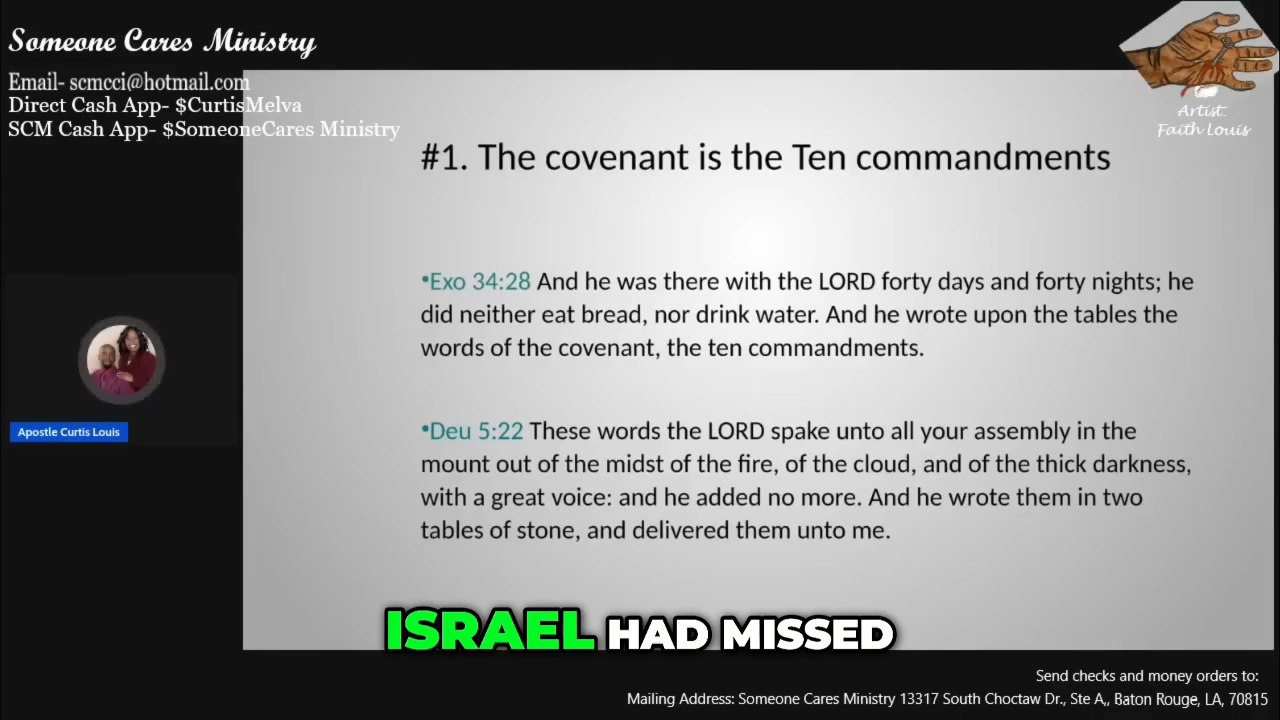 Someone Cares Ministry
Email- scmcci@hotmail.com
Direct Cash App- $CurtisMelva
SCM Cash App- $SomeoneCares Ministry
Artist:
Faith Louis
#1. The covenant is the Ten commandments
•Exo 34:28 And he was there with the LORD forty days and forty nights; he
did neither eat bread, nor drink water. And he wrote upon the tables the
words of the covenant, the ten commandments.
•Deu 5:22 These words the LORD spake unto all your assembly in the
mount out of the midst of the fire, of the cloud, and of the thick darkness,
with a great voice: and he added no more. And he wrote them in two
tables of stone, and delivered them unto me.
Apostle Curtis Louis
ISRAEL HAD MISSED
Send checks and money orders to:
Mailing Address: Someone Cares Ministry 13317 South Choctaw Dr., Ste A,, Baton Rouge, LA, 70815